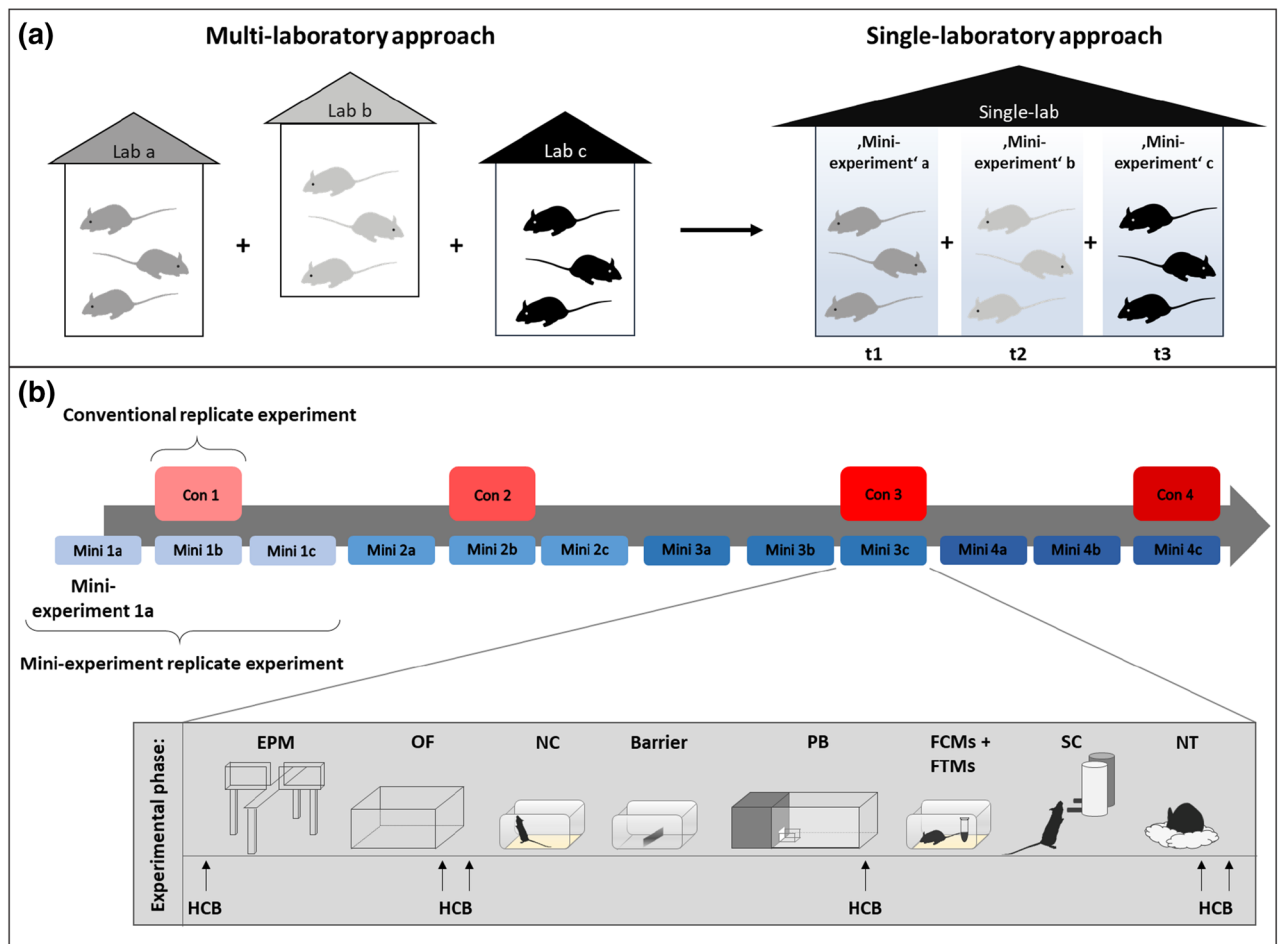 (a)
Multi-laboratory approach
Single-laboratory approach
Lab a
Lab b
Lab c
+
+
Single-lab
‚Mini-
experiment‘ a
‚Mini-
experiment‘ b
‚Mini-
experiment‘ c
+
+
t1
t2
t3
(b)
Conventional replicate experiment
Con 1
Con 2
Con 3
Con 4
Mini 1a
Mini 1b
Mini 1c
Mini 2a
Mini 2b
Mini 2c
Mini 3a
Mini 3b
Mini 3c
Mini 4a
Mini 4b
Mini 4c
Mini-
experiment 1a
Mini-experiment replicate experiment
Experimental phase:
EPM
OF
NC
Barrier
PB
FCMs +
FTMs
SC
NT
HCB
HCB
HCB
HCB